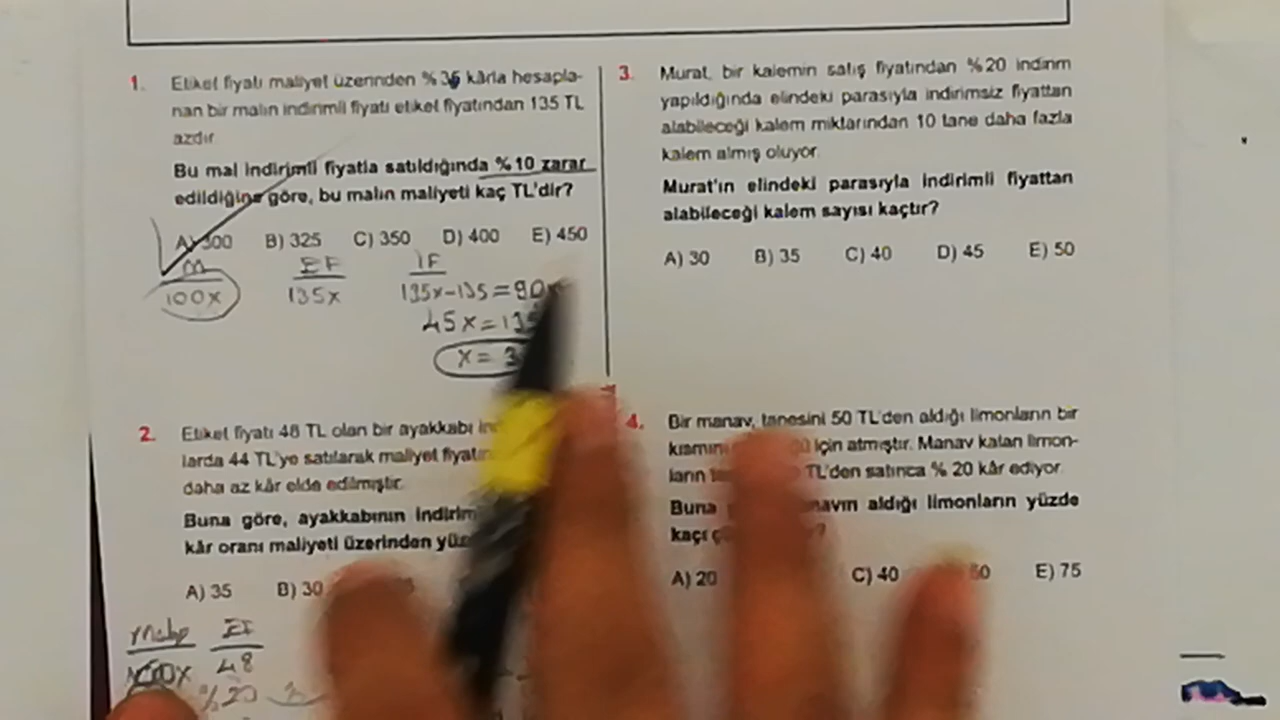 1. Etiket fiyatı maliyet üzerinden %35 kârla hesapla-
nan bir malın indirimli fiyatı etiket fiyatından 135 TL
azdır.
Bu mal indirimli fiyatla satıldığında %10 zarar
edildiğine göre, bu malın maliyeti kaç TL'dir?
A) 300 B) 325 C) 350 D) 400 E) 450
M EF İF
100x 135x 135x-135=90
45x=135
x=3
2. Etiket fiyatı 48 TL olan bir ayakkabı
larda 44 TL'ye satılarak maliyet
daha az kâr elde edilmiştir.
Buna göre, ayakkabının
kâr oranı maliyeti üzerinden
A) 35 B) 30
EF
100x 48
%20
3. Murat, bir kalemin satış fiyatından %20 indirim
yapıldığında elindeki parasıyla indirimsiz fiyattan
alabileceği kalem miktarından 10 tane daha fazla
kalem almış oluyor.
Murat'ın elindeki parasıyla indirimli fiyattan
alabileceği kalem sayısı kaçtır?
A) 30 B) 35 C) 40 D) 45 E) 50
4. Bir manav, tanesini 50 TL'den aldığı limonların bir
için atmıştır. Manav kalan limon-
ların TL'den satınca % 20 kâr ediyor.
Buna aldığı limonların yüzde
kaçı
A) 20 C) 40 E) 75